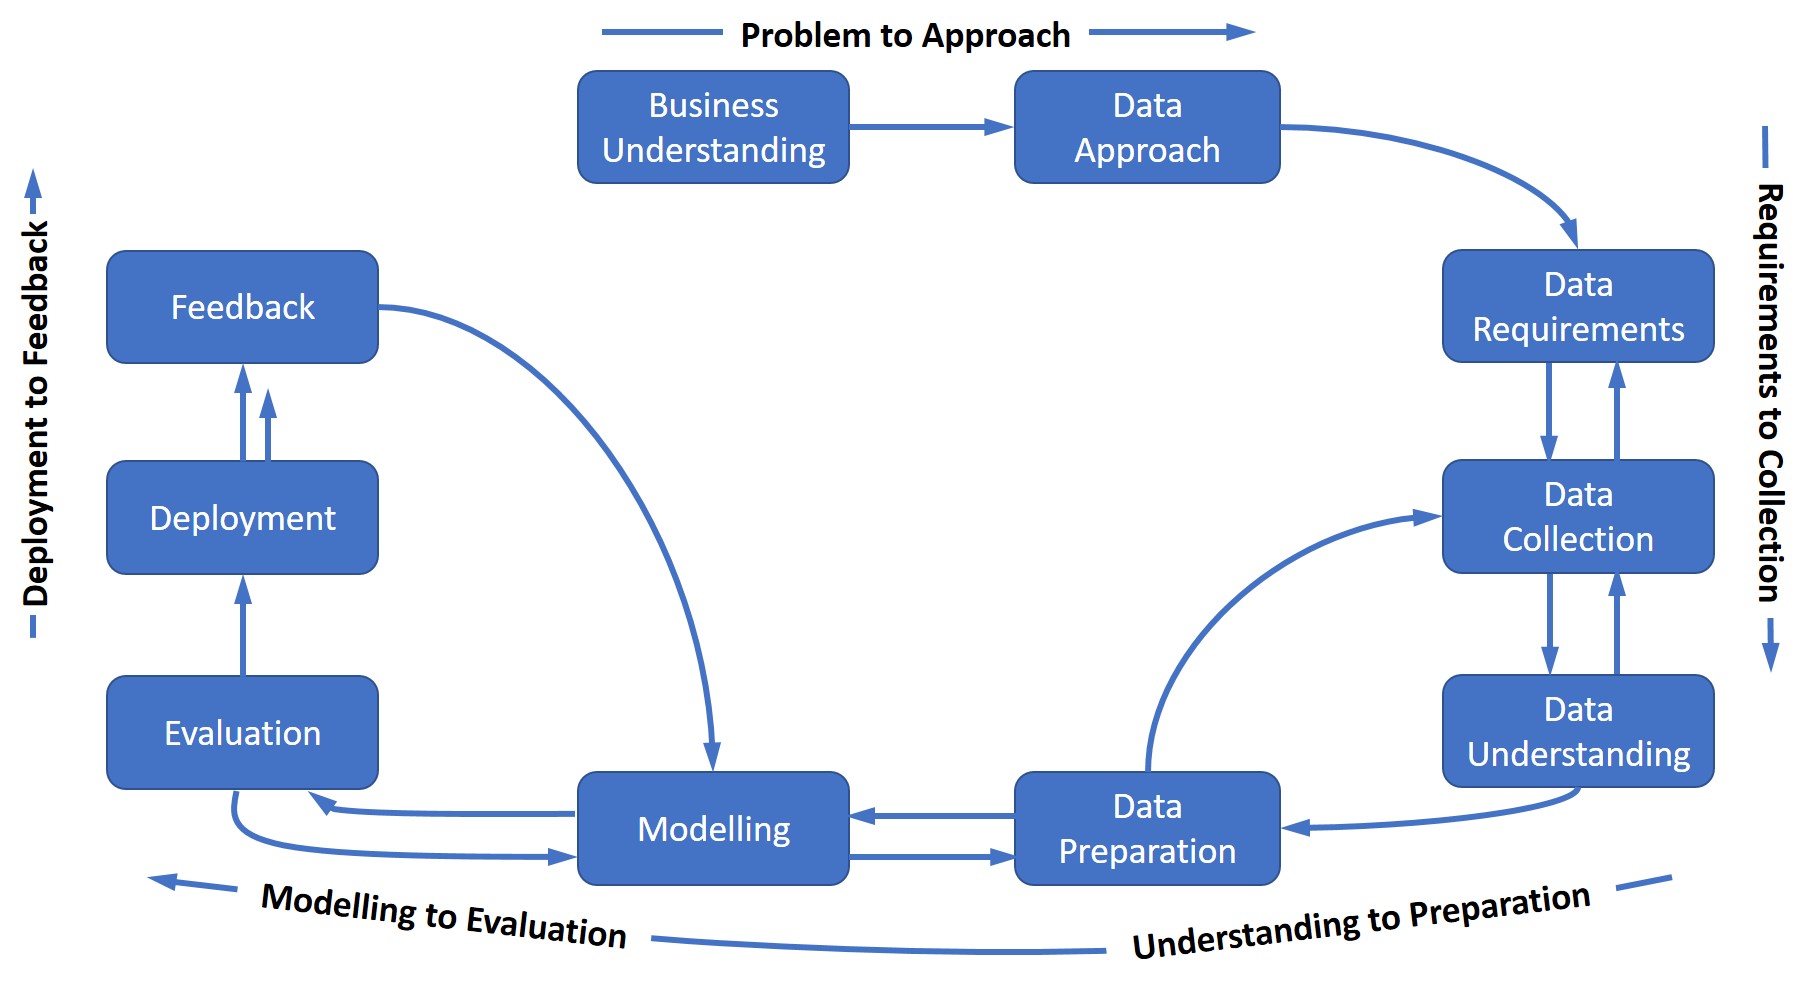 Problem to Approach
Business
Understanding
Data
Approach
Requirements to Collection
Data
Requirements
Data
Collection
Data
Understanding
Understanding to Preparation
Data
Preparation
Modelling
Modelling to Evaluation
Evaluation
Deployment
Feedback
Deployment to Feedback